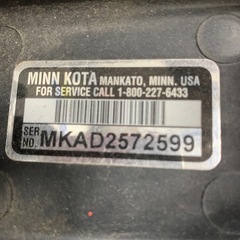 MINN KOTA MANKATO, MINN. USA
FOR SERVICE CALL 1-800-227-6433
SER. NO. MKAD2572599